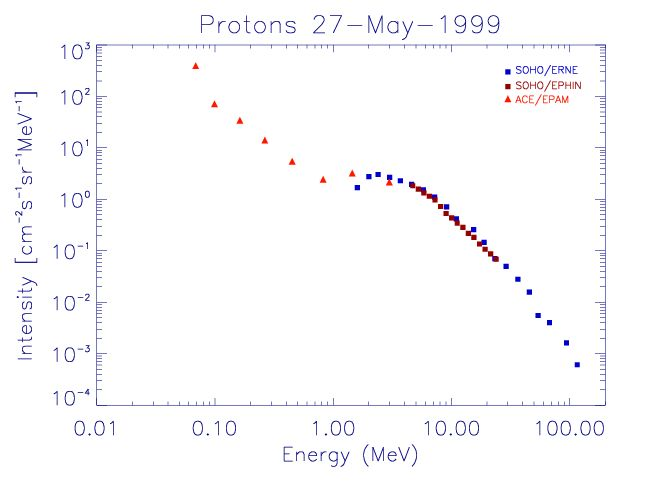 Protons 27-May-1999
10³
10²
10¹
10⁰
10⁻¹
10⁻²
10⁻³
10⁻⁴
Intensity [cm⁻²s⁻¹sr⁻¹MeV⁻¹]
SOHO/ERNE
SOHO/EPHIN
ACE/EPAM
0.01 0.10 1.00 10.00 100.00
Energy (MeV)